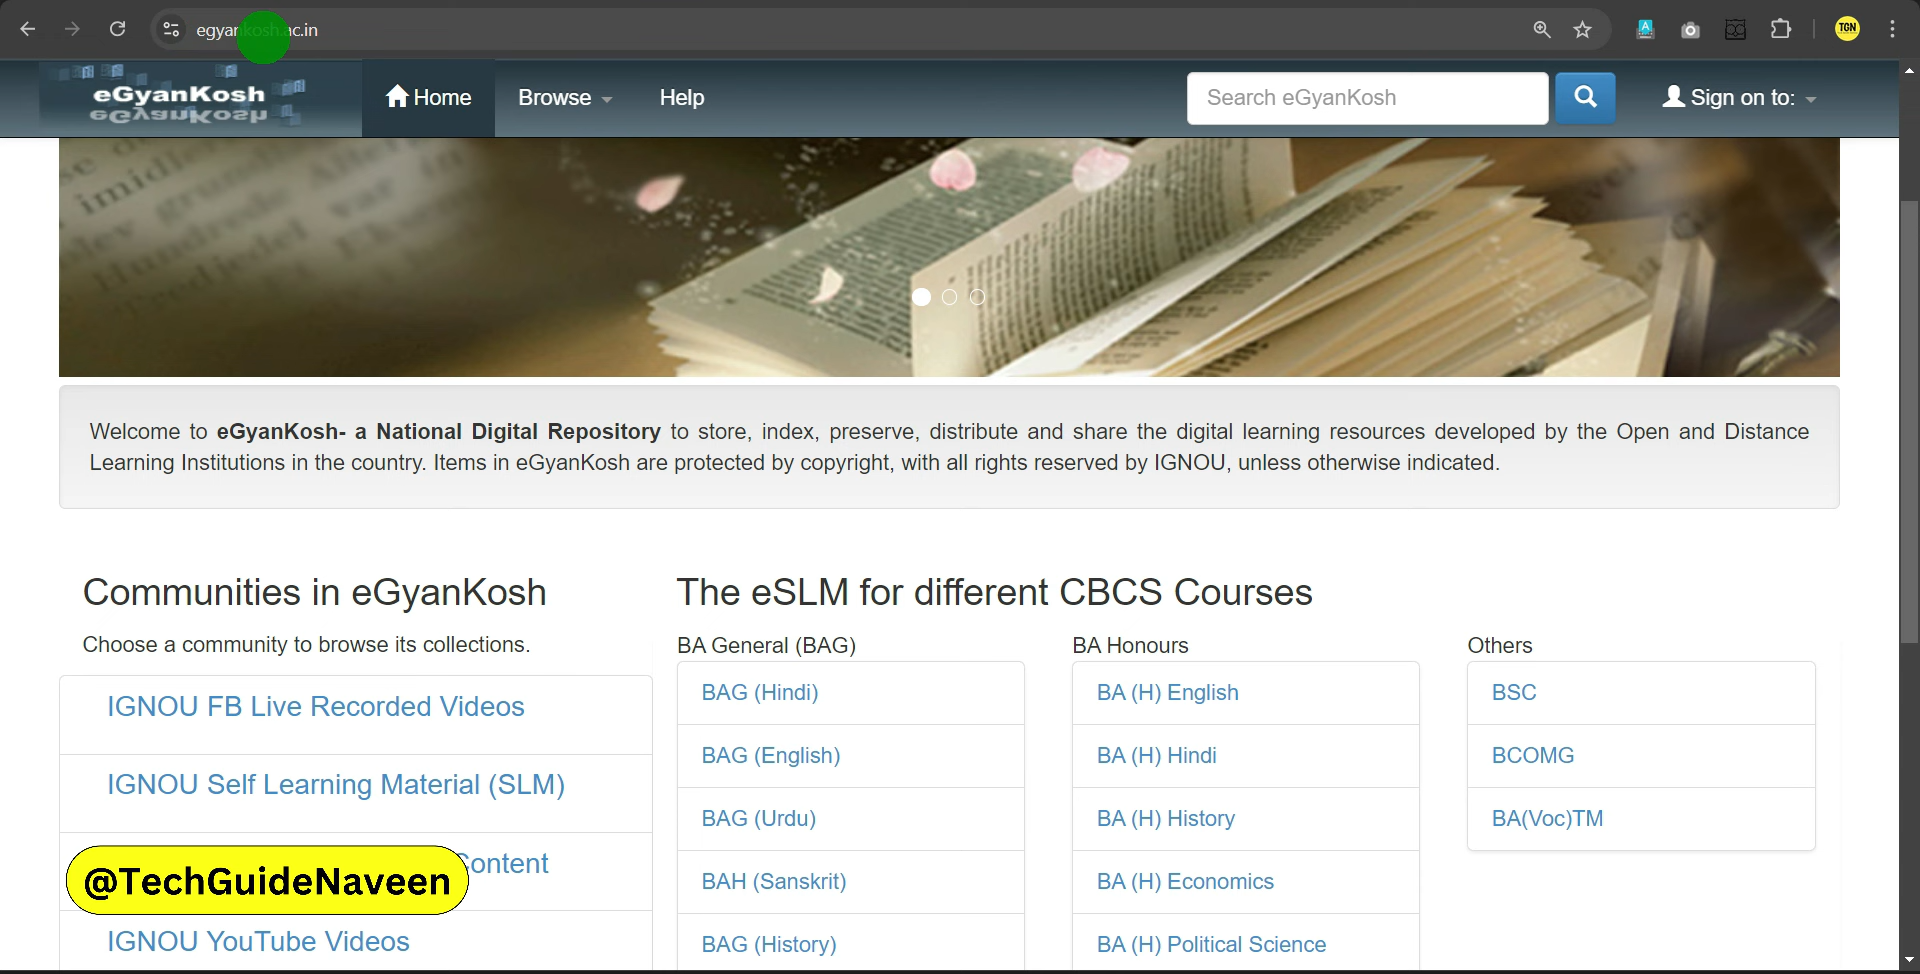 egyankosh.ac.in
TGN
eGyanKosh
Home
Browse
Help
Search eGyanKosh
Sign on to:
Welcome to eGyanKosh- a National Digital Repository to store, index, preserve, distribute and share the digital learning resources developed by the Open and Distance
Learning Institutions in the country. Items in eGyanKosh are protected by copyright, with all rights reserved by IGNOU, unless otherwise indicated.
Communities in eGyanKosh
Choose a community to browse its collections.
IGNOU FB Live Recorded Videos
IGNOU Self Learning Material (SLM)
Content
@TechGuideNaveen
IGNOU YouTube Videos
The eSLM for different CBCS Courses
BA General (BAG)
BAG (Hindi)
BAG (English)
BAG (Urdu)
BAH (Sanskrit)
BAG (History)
BA Honours
BA (H) English
BA (H) Hindi
BA (H) History
BA (H) Economics
BA (H) Political Science
Others
BSC
BCOMG
BA(Voc)TM